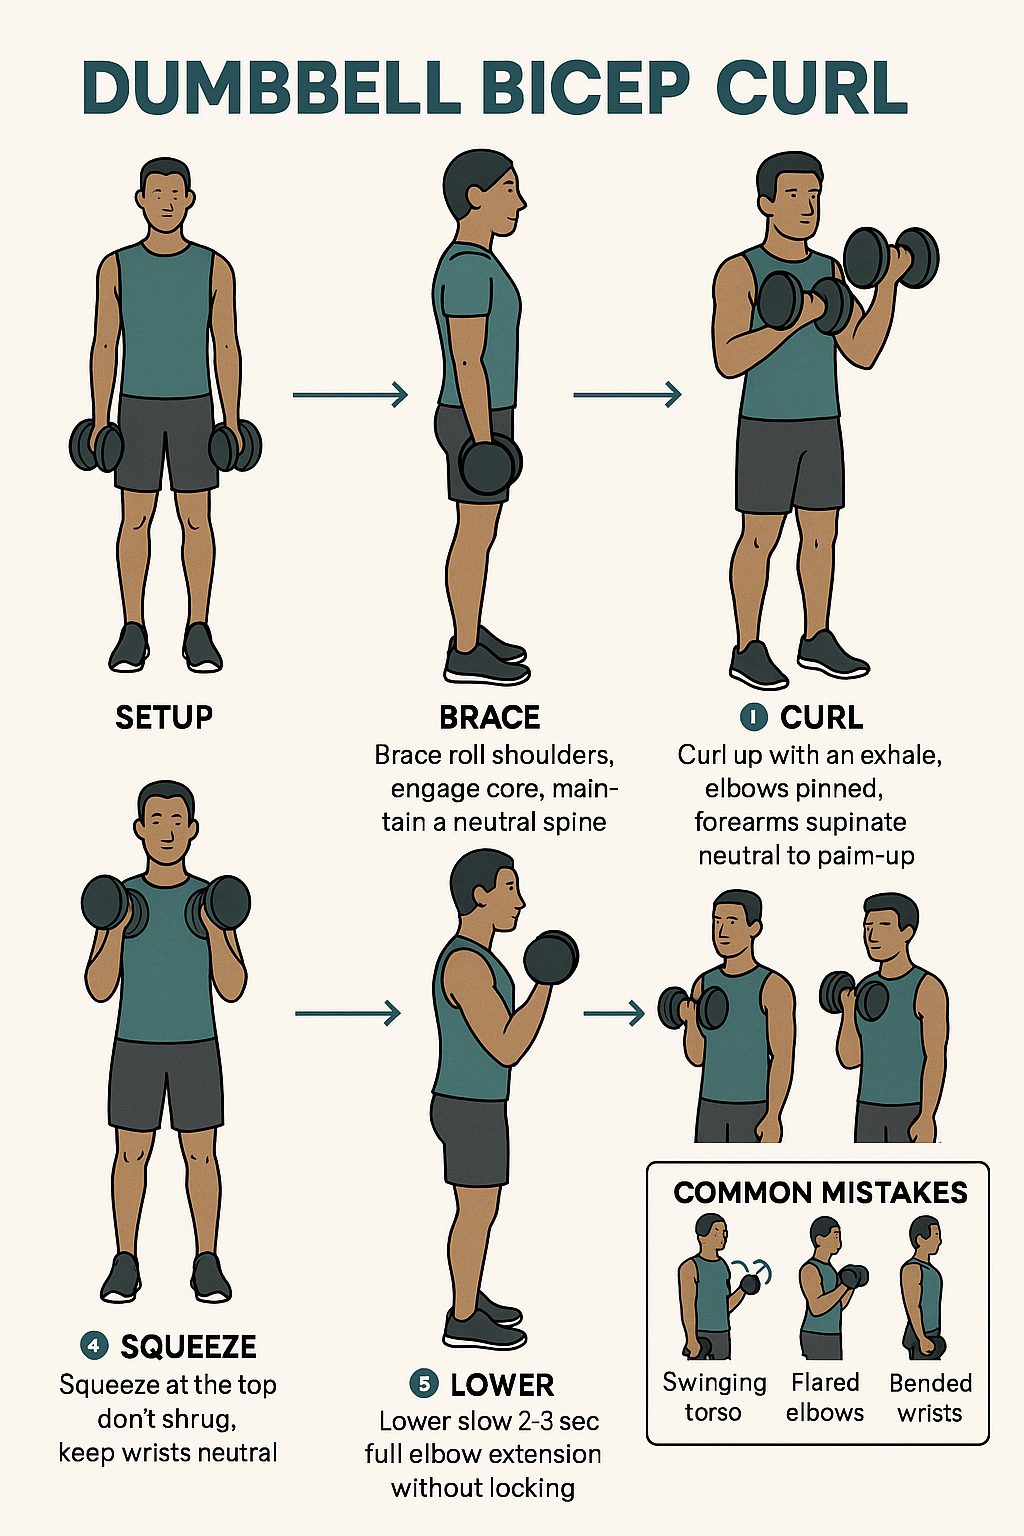 DUMBBELL BICEP CURL
SETUP
BRACE
Brace roll shoulders,
engage core, main-
tain a neutral spine
1 CURL
Curl up with an exhale,
elbows pinned,
forearms supinate
neutral to paim-up
4 SQUEEZE
Squeeze at the top
don't shrug,
keep wrists neutral
5 LOWER
Lower slow 2-3 sec
full elbow extension
without locking
COMMON MISTAKES
Swinging
torso
Flared
elbows
Bended
wrists